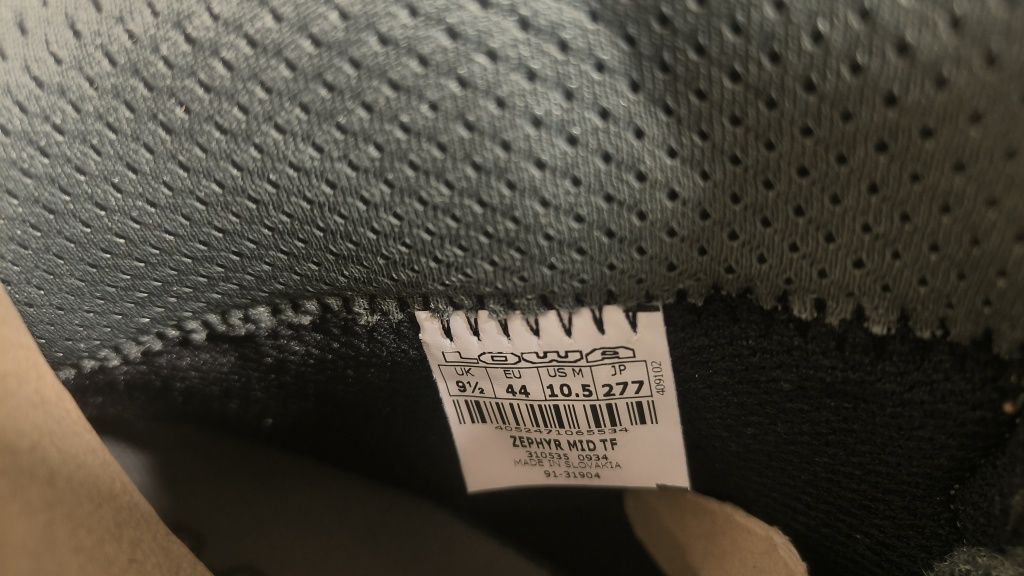 LOWA
UK EU US M JP
9½ 44 10.5 277
409102
4052471065534
ZEPHYR MID TF
310535 0934
MADE IN SLOVAKIA
91-31904